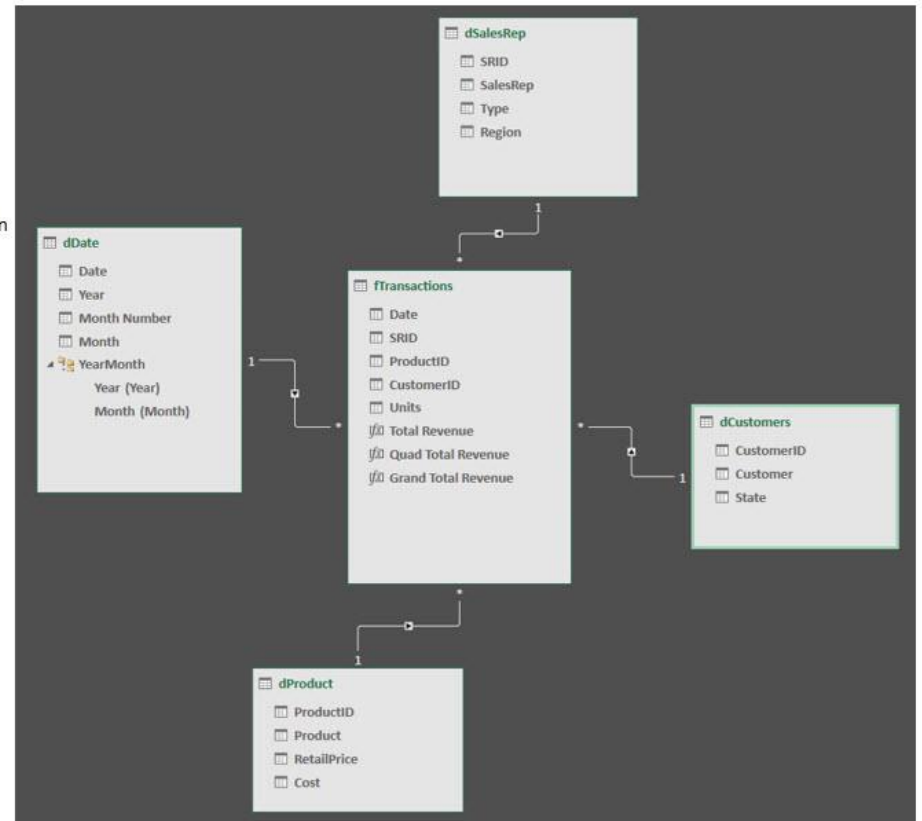 dSalesRep
SRID
SalesRep
Type
Region
1
*
n
dDate
Date
Year
Month Number
Month
YearMonth
Year (Year)
Month (Month)
1
*
fTransactions
Date
SRID
ProductID
CustomerID
Units
Total Revenue
Quad Total Revenue
Grand Total Revenue
*
1
dCustomers
CustomerID
Customer
State
*
1
dProduct
ProductID
Product
RetailPrice
Cost